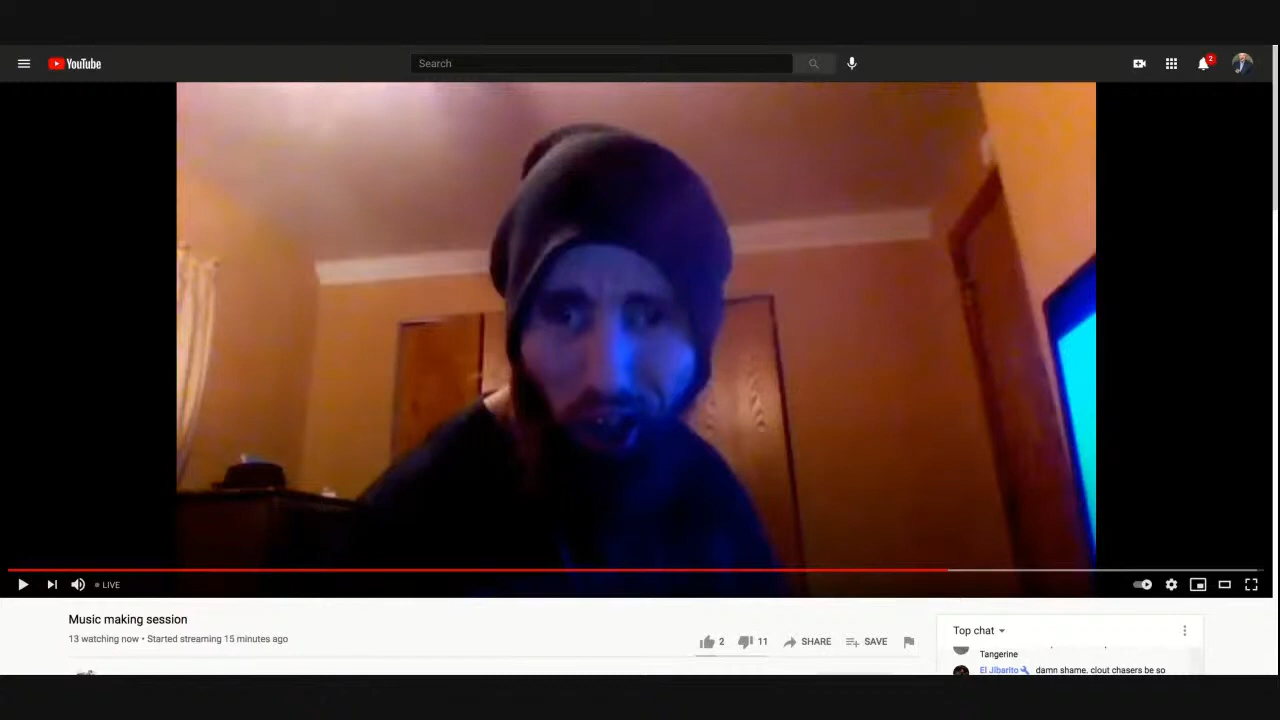 YouTube
Search
2
LIVE
Music making session
13 watching now • Started streaming 15 minutes ago
2
11
SHARE
SAVE
Top chat
Tangerine
El Jibarito damn shame. clout chasers be so